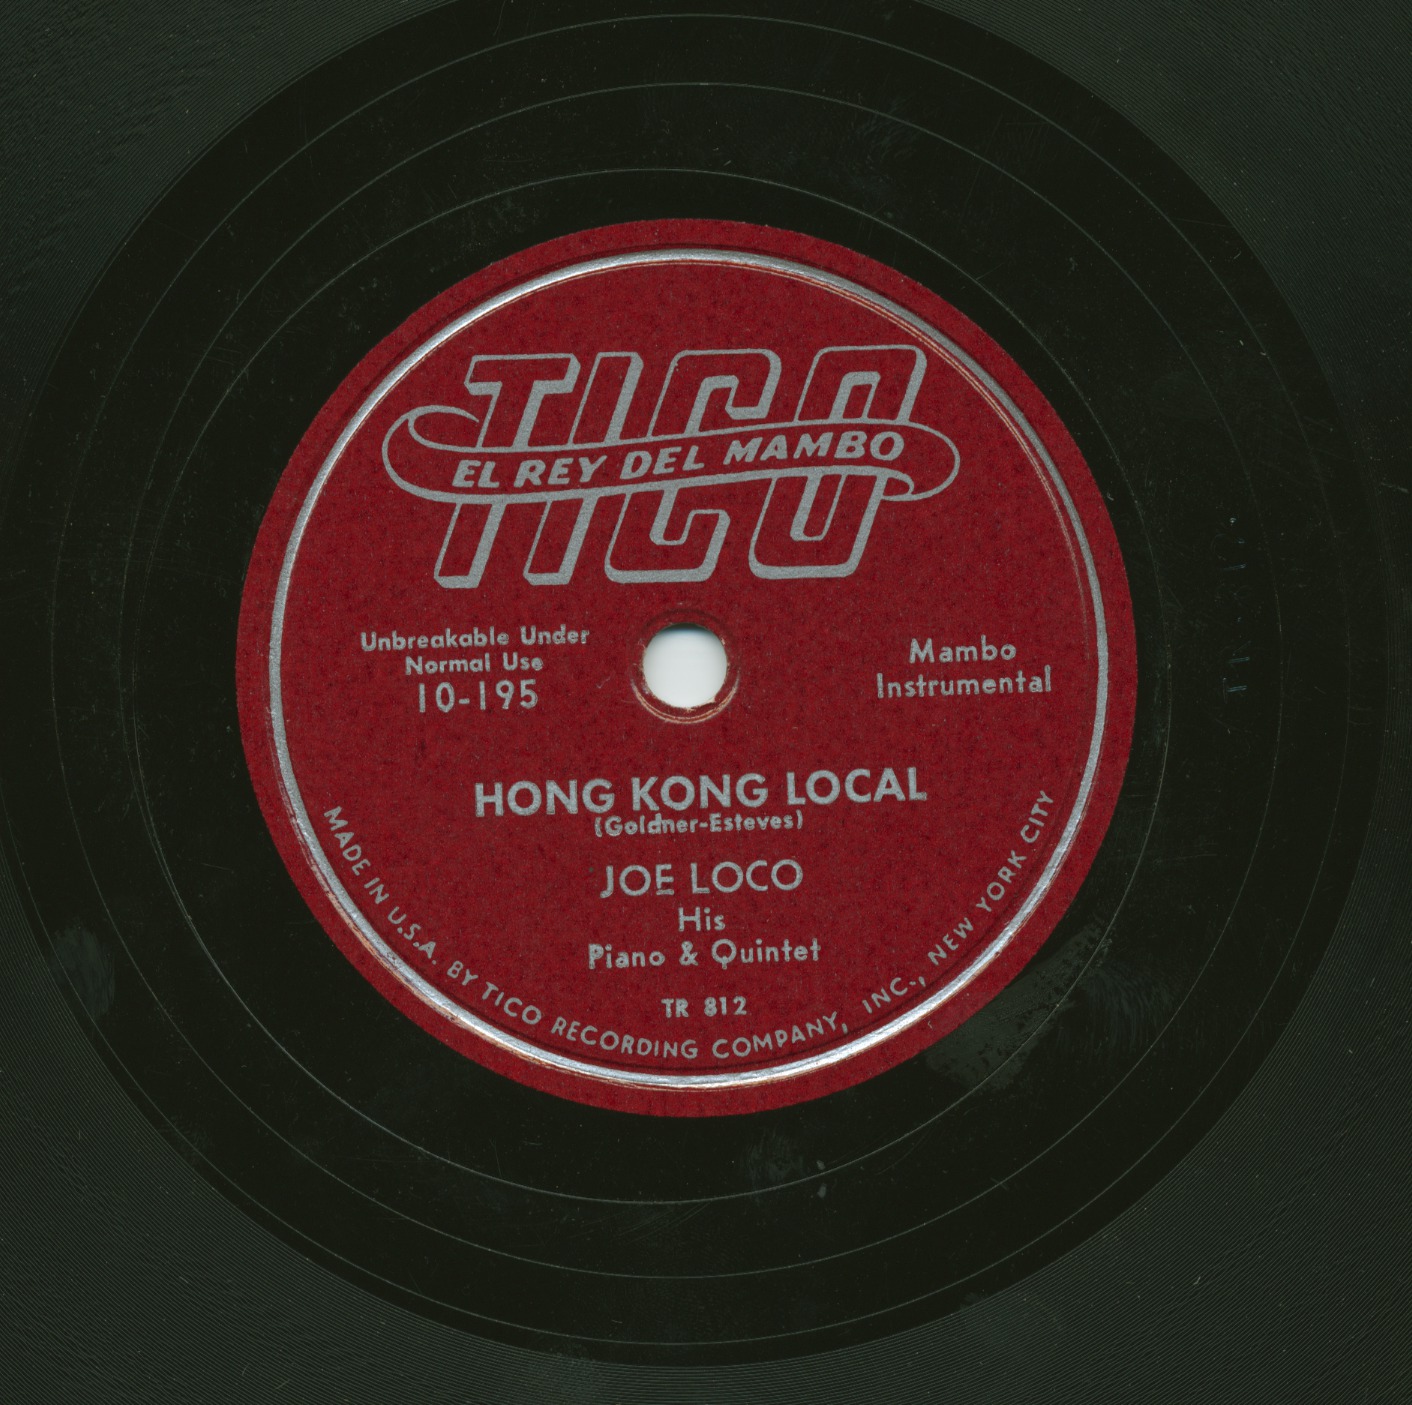 TICO
EL REY DEL MAMBO
Unbreakable Under
Normal Use
10-195
Mambo
Instrumental
HONG KONG LOCAL
(Goldner-Esteves)
JOE LOCO
His
Piano & Quintet
TR 812
MADE IN U.S.A. BY TICO RECORDING COMPANY, INC., NEW YORK CITY